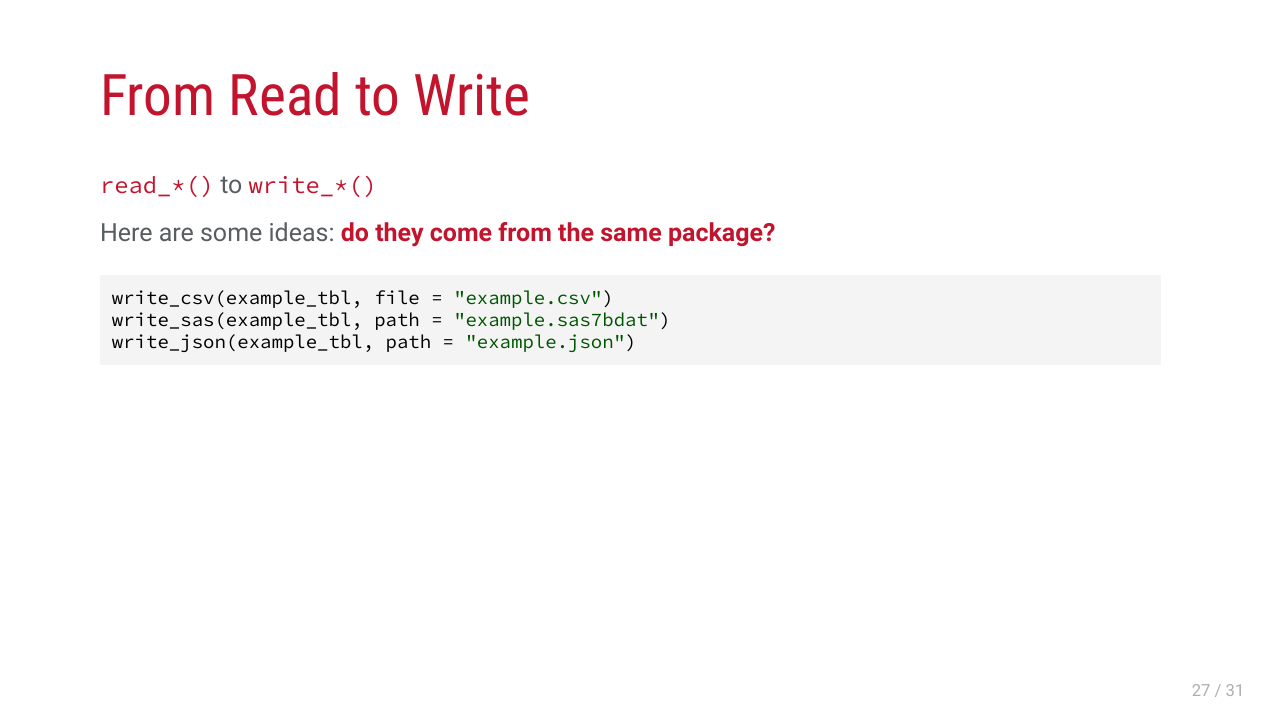 From Read to Write
read_*() to write_*()
Here are some ideas: do they come from the same package?
write_csv(example_tbl, file = "example.csv")
write_sas(example_tbl, path = "example.sas7bdat")
write_json(example_tbl, path = "example.json")
27 / 31